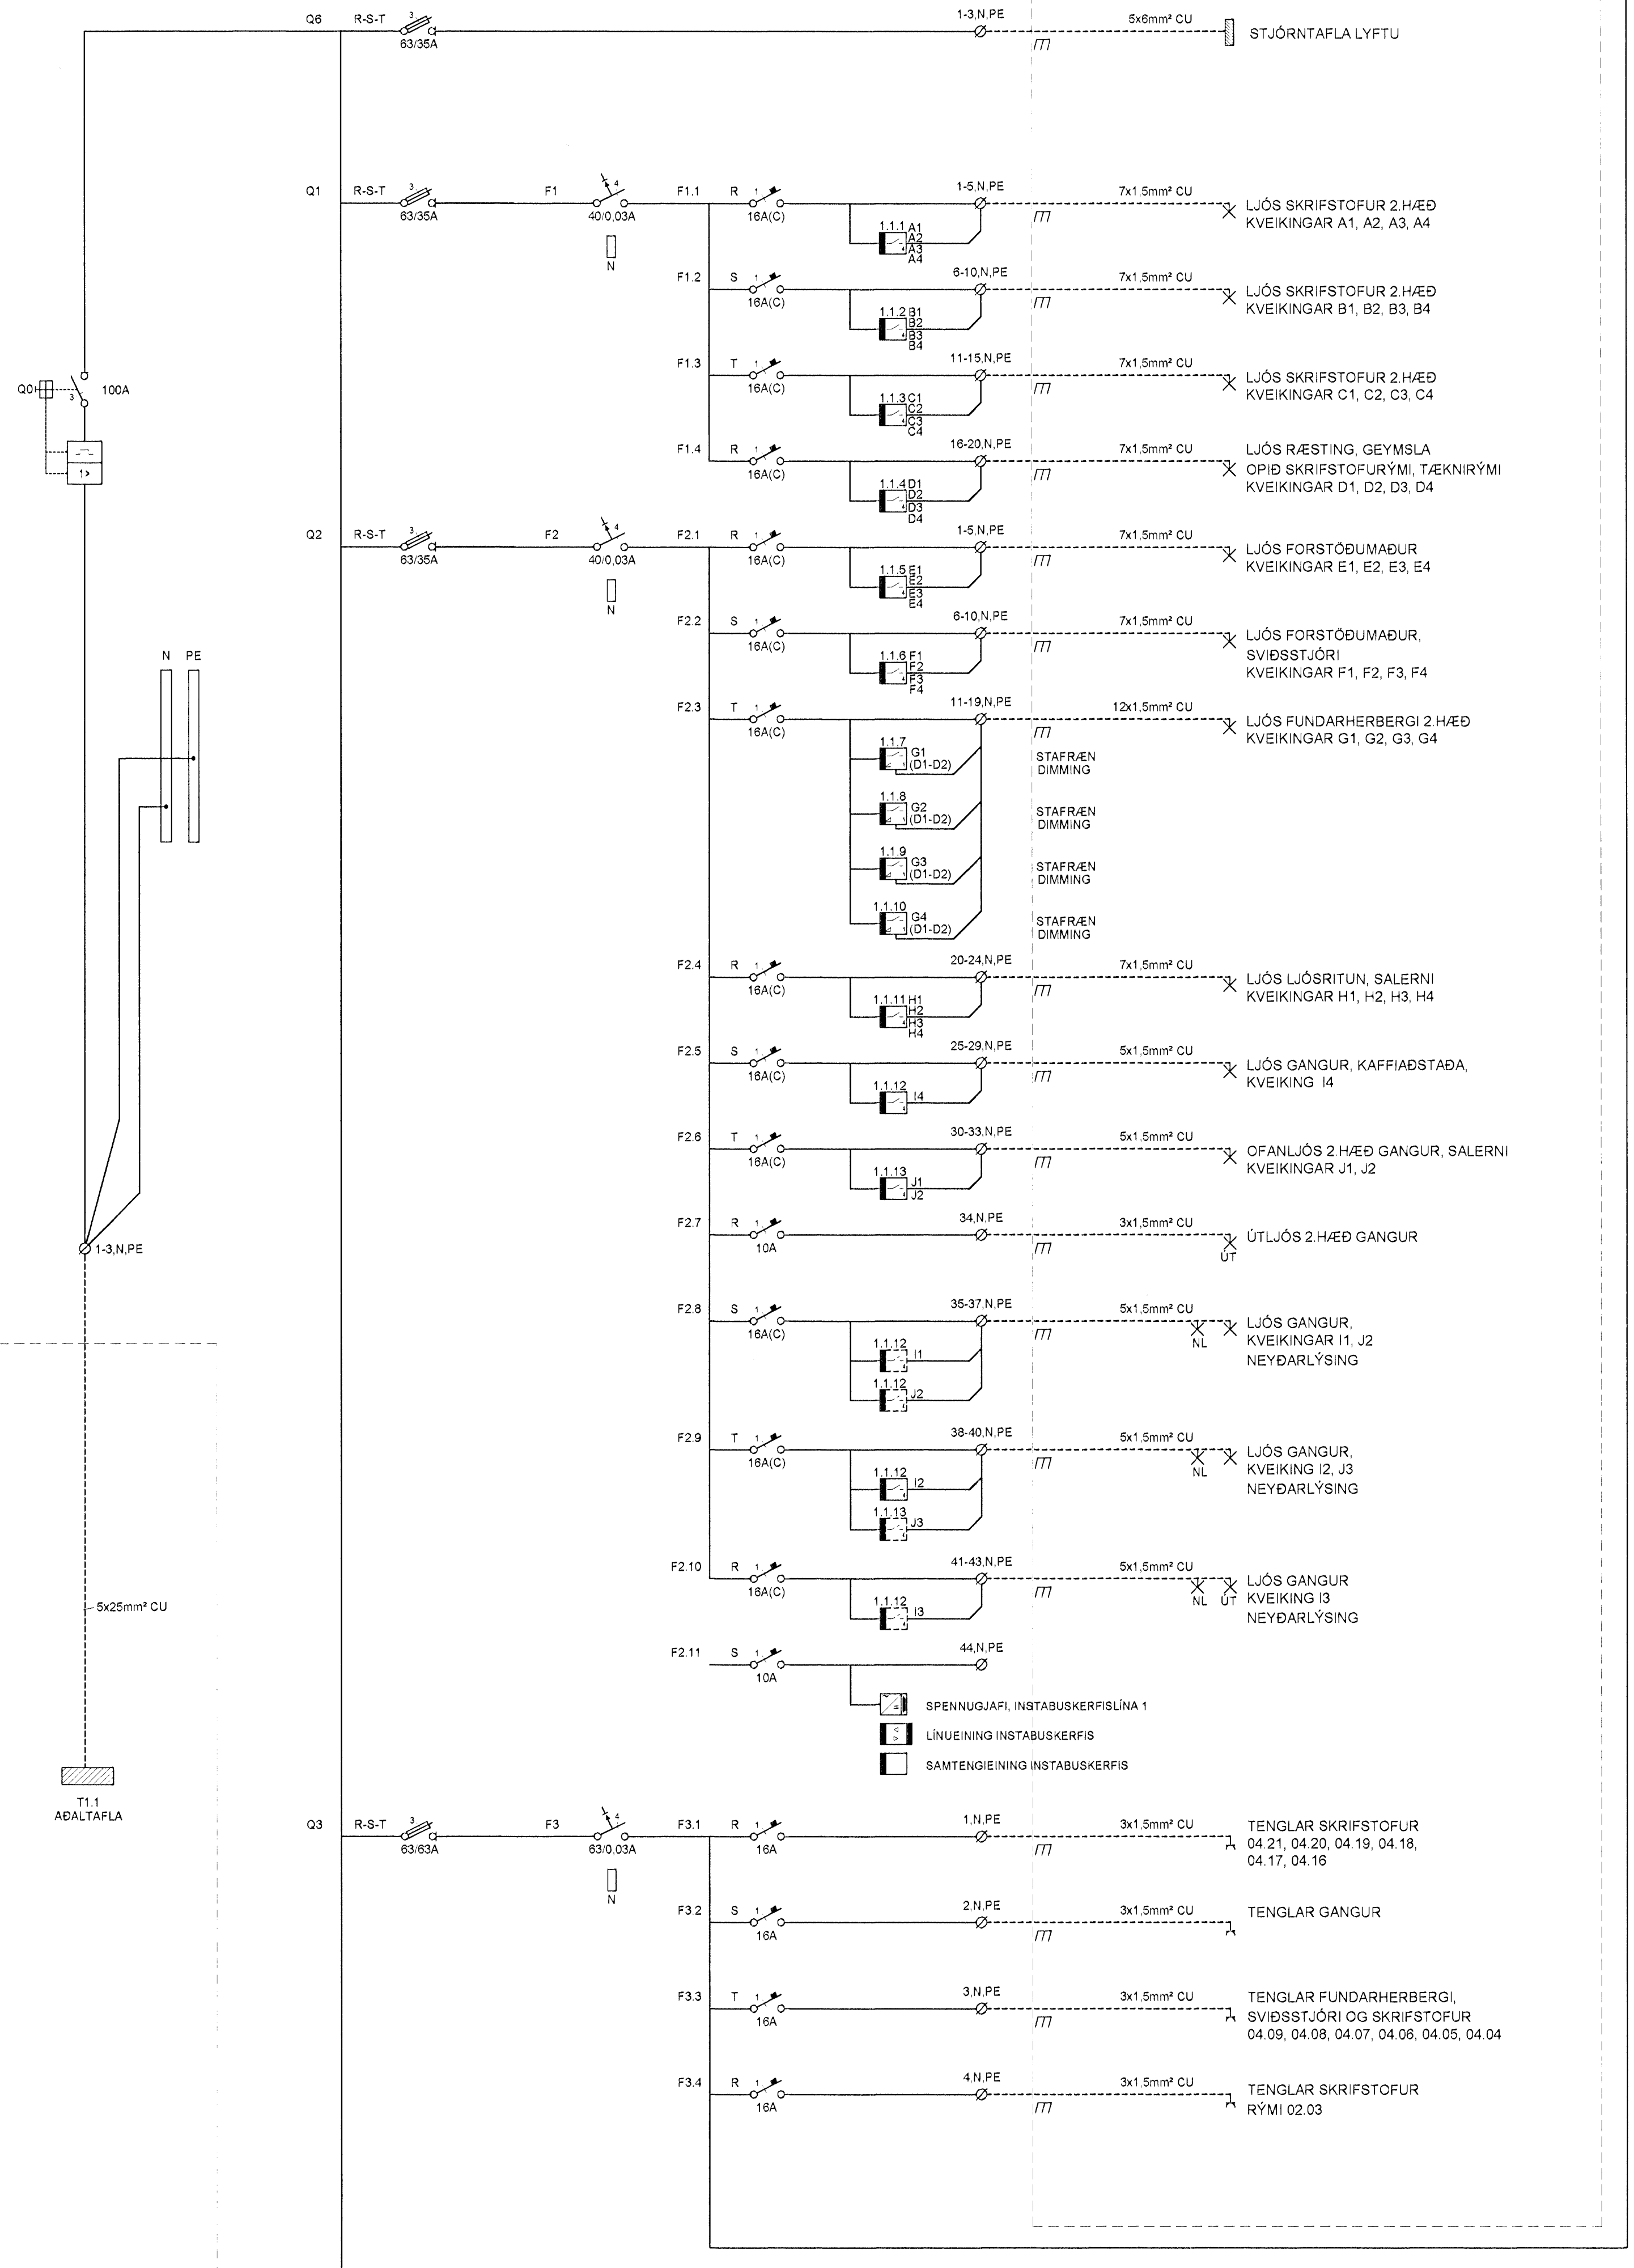 Q6 R-S-T 3 63/35A 1-3,N,PE 5x6mm² CU STJÓRNTAFLA LYFTU
Q1 R-S-T 3 63/35A F1 4 40/0,03A N
F1.1 R 1 16A(C) 1-5,N,PE 7x1,5mm² CU LJÓS SKRIFSTOFUR 2.HÆÐ
KVEIKINGAR A1, A2, A3, A4
1.1.1 A1
A2
A3
A4
F1.2 S 1 16A(C) 6-10,N,PE 7x1,5mm² CU LJÓS SKRIFSTOFUR 2.HÆÐ
KVEIKINGAR B1, B2, B3, B4
1.1.2 B1
B2
B3
B4
F1.3 T 1 16A(C) 11-15,N,PE 7x1,5mm² CU LJÓS SKRIFSTOFUR 2.HÆÐ
KVEIKINGAR C1, C2, C3, C4
1.1.3 C1
C2
C3
C4
Q0 3 100A
1>
F1.4 R 1 16A(C) 16-20,N,PE 7x1,5mm² CU LJÓS RÆSTING, GEYMSLA
OPIÐ SKRIFSTOFURÝMI, TÆKNIRÝMI
KVEIKINGAR D1, D2, D3, D4
1.1.4 D1
D2
D3
D4
Q2 R-S-T 3 63/35A F2 4 40/0,03A N
F2.1 R 1 16A(C) 1-5,N,PE 7x1,5mm² CU LJÓS FORSTÖÐUMAÐUR
KVEIKINGAR E1, E2, E3, E4
1.1.5 E1
E2
E3
E4
F2.2 S 1 16A(C) 6-10,N,PE 7x1,5mm² CU LJÓS FORSTÖÐUMAÐUR,
SVIÐSSTJÓRI
KVEIKINGAR F1, F2, F3, F4
1.1.6 F1
F2
F3
F4
N PE
F2.3 T 1 16A(C) 11-19,N,PE 12x1,5mm² CU LJÓS FUNDARHERBERGI 2.HÆÐ
KVEIKINGAR G1, G2, G3, G4
1.1.7 G1
(D1-D2)
STAFRÆN
DIMMING
1.1.8 G2
(D1-D2)
STAFRÆN
DIMMING
1.1.9 G3
(D1-D2)
STAFRÆN
DIMMING
1.1.10 G4
(D1-D2)
STAFRÆN
DIMMING
F2.4 R 1 16A(C) 20-24,N,PE 7x1,5mm² CU LJÓS LJÓSRITUN, SALERNI
KVEIKINGAR H1, H2, H3, H4
1.1.11 H1
H2
H3
H4
F2.5 S 1 16A(C) 25-29,N,PE 5x1,5mm² CU LJÓS GANGUR, KAFFIAÐSTAÐA,
KVEIKING I4
1.1.12 I4
F2.6 T 1 16A(C) 30-33,N,PE 5x1,5mm² CU OFANLJÓS 2.HÆÐ GANGUR, SALERNI
KVEIKINGAR J1, J2
1.1.13 J1
J2
F2.7 R 1 10A 34,N,PE 3x1,5mm² CU ÚTLJÓS 2.HÆÐ GANGUR
ÚT
1-3,N,PE
F2.8 S 1 16A(C) 35-37,N,PE 5x1,5mm² CU NL LJÓS GANGUR,
KVEIKINGAR I1, J2
NEYÐARLÝSING
1.1.12 I1
1.1.12 J2
F2.9 T 1 16A(C) 38-40,N,PE 5x1,5mm² CU NL LJÓS GANGUR,
KVEIKING I2, J3
NEYÐARLÝSING
1.1.12 I2
1.1.13 J3
F2.10 R 1 16A(C) 41-43,N,PE 5x1,5mm² CU NL ÚT LJÓS GANGUR
KVEIKING I3
NEYÐARLÝSING
1.1.12 I3
5x25mm² CU
F2.11 S 1 10A 44,N,PE
SPENNUGJAFI, INSTABUSKERFISLÍNA 1
LÍNUEINING INSTABUSKERFIS
SAMTENGIEINING INSTABUSKERFIS
T1.1
AÐALTAFLA
Q3 R-S-T 3 63/63A F3 4 63/0,03A N
F3.1 R 1 16A 1,N,PE 3x1,5mm² CU TENGLAR SKRIFSTOFUR
04.21, 04.20, 04.19, 04.18,
04.17, 04.16
F3.2 S 1 16A 2,N,PE 3x1,5mm² CU TENGLAR GANGUR
F3.3 T 1 16A 3,N,PE 3x1,5mm² CU TENGLAR FUNDARHERBERGI,
SVIÐSSTJÓRI OG SKRIFSTOFUR
04.09, 04.08, 04.07, 04.06, 04.05, 04.04
F3.4 R 1 16A 4,N,PE 3x1,5mm² CU TENGLAR SKRIFSTOFUR
RÝMI 02.03